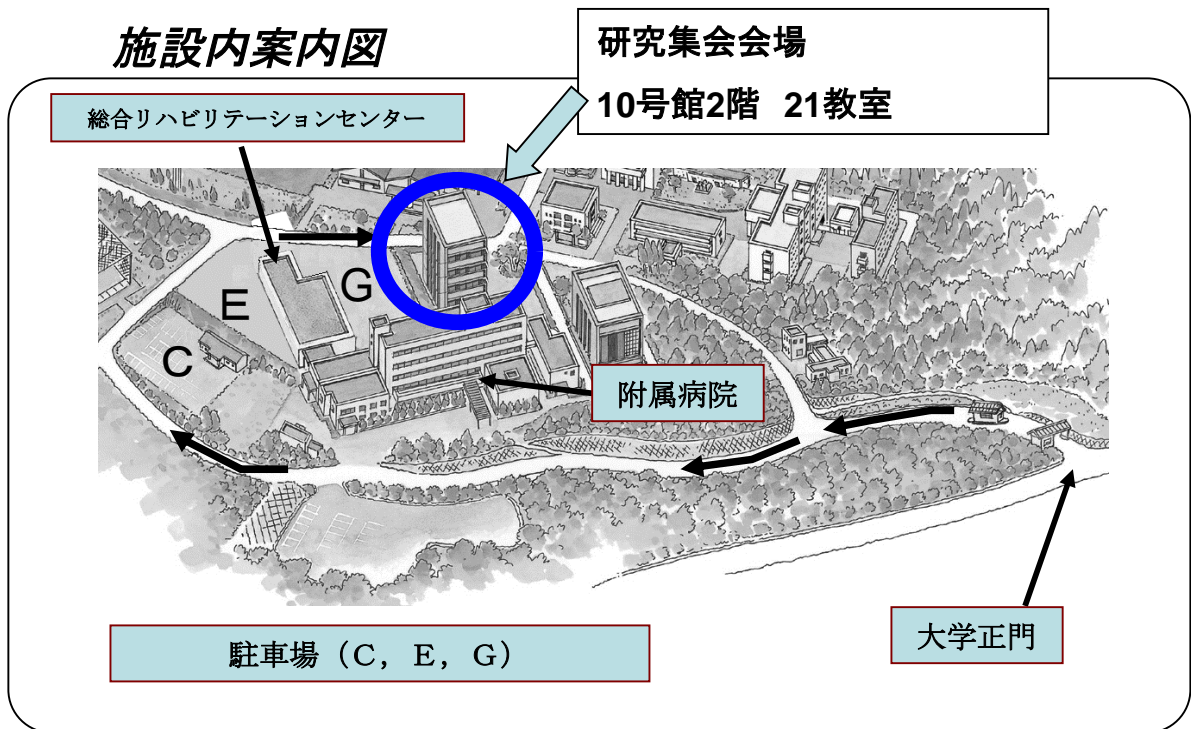 施設内案内図
研究集会会場
10号館2階 21教室
総合リハビリテーションセンター
G
E
C
附属病院
大学正門
駐車場（C，E，G）